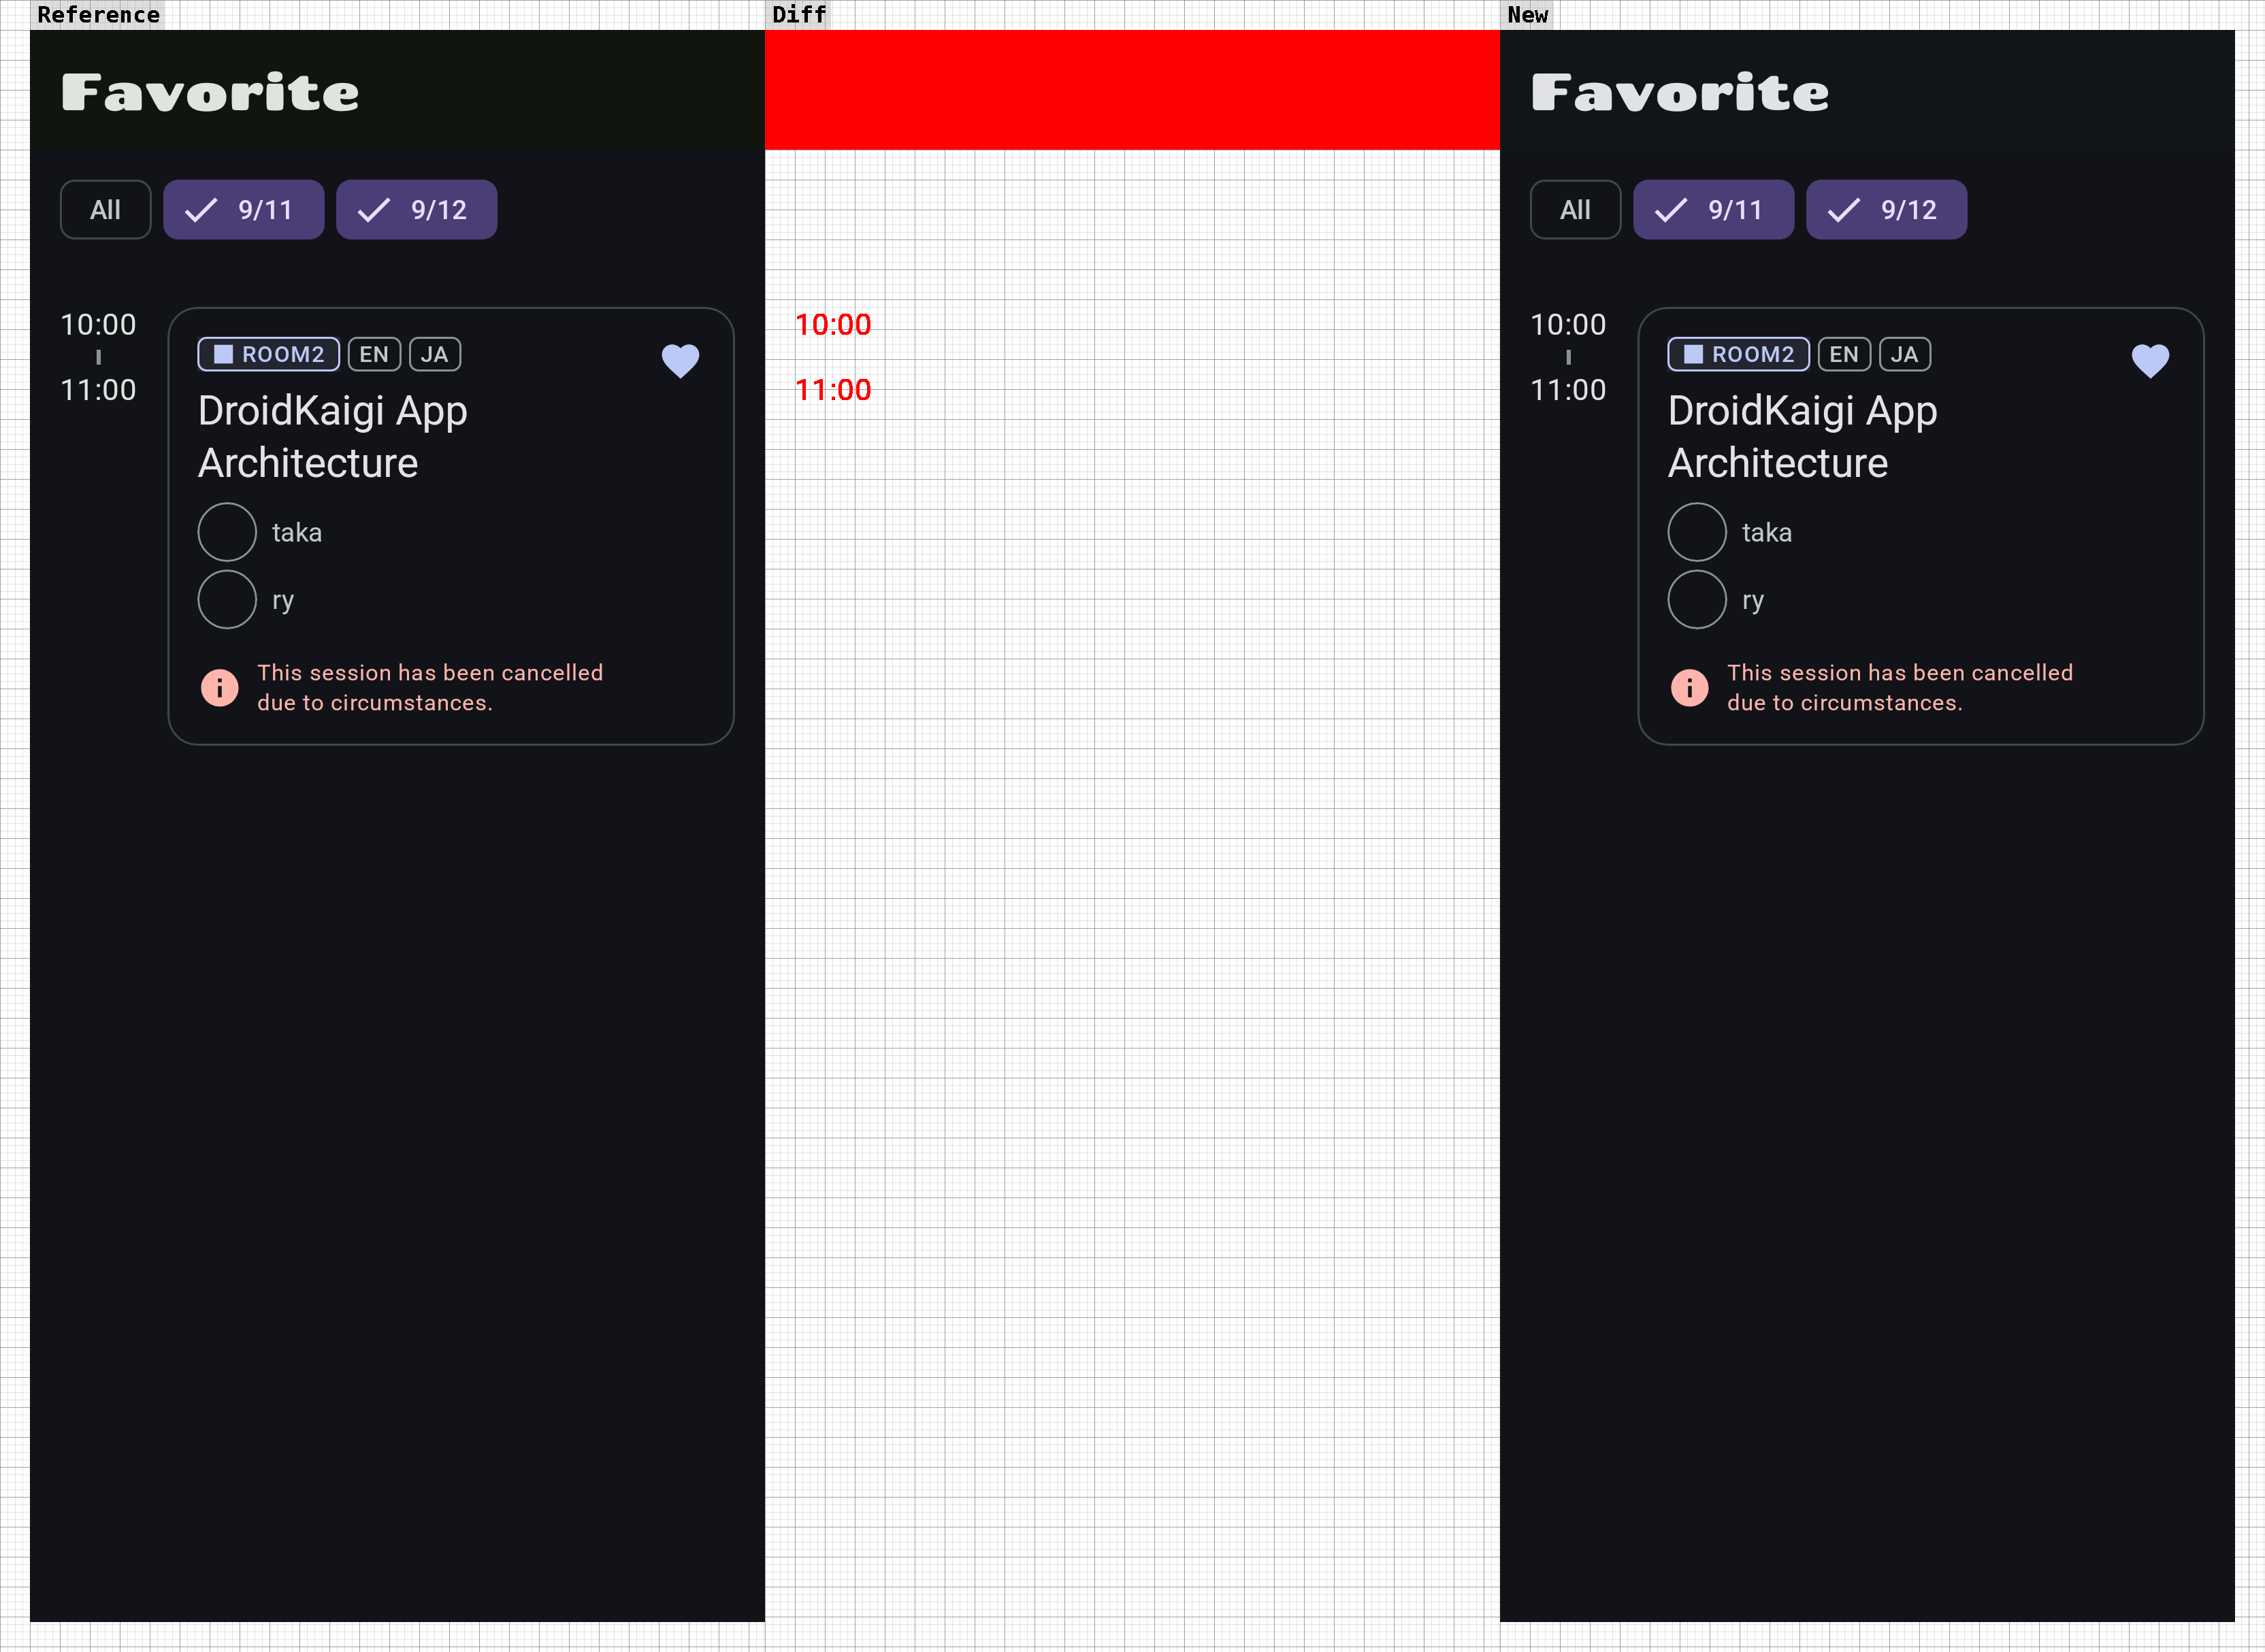 Reference
Favorite
All
9/11
9/12
10:00
11:00
ROOM2
EN
JA
DroidKaigi App
Architecture
taka
ry
This session has been cancelled
due to circumstances.
Diff
10:00
11:00
New
Favorite
All
9/11
9/12
10:00
11:00
ROOM2
EN
JA
DroidKaigi App
Architecture
taka
ry
This session has been cancelled
due to circumstances.